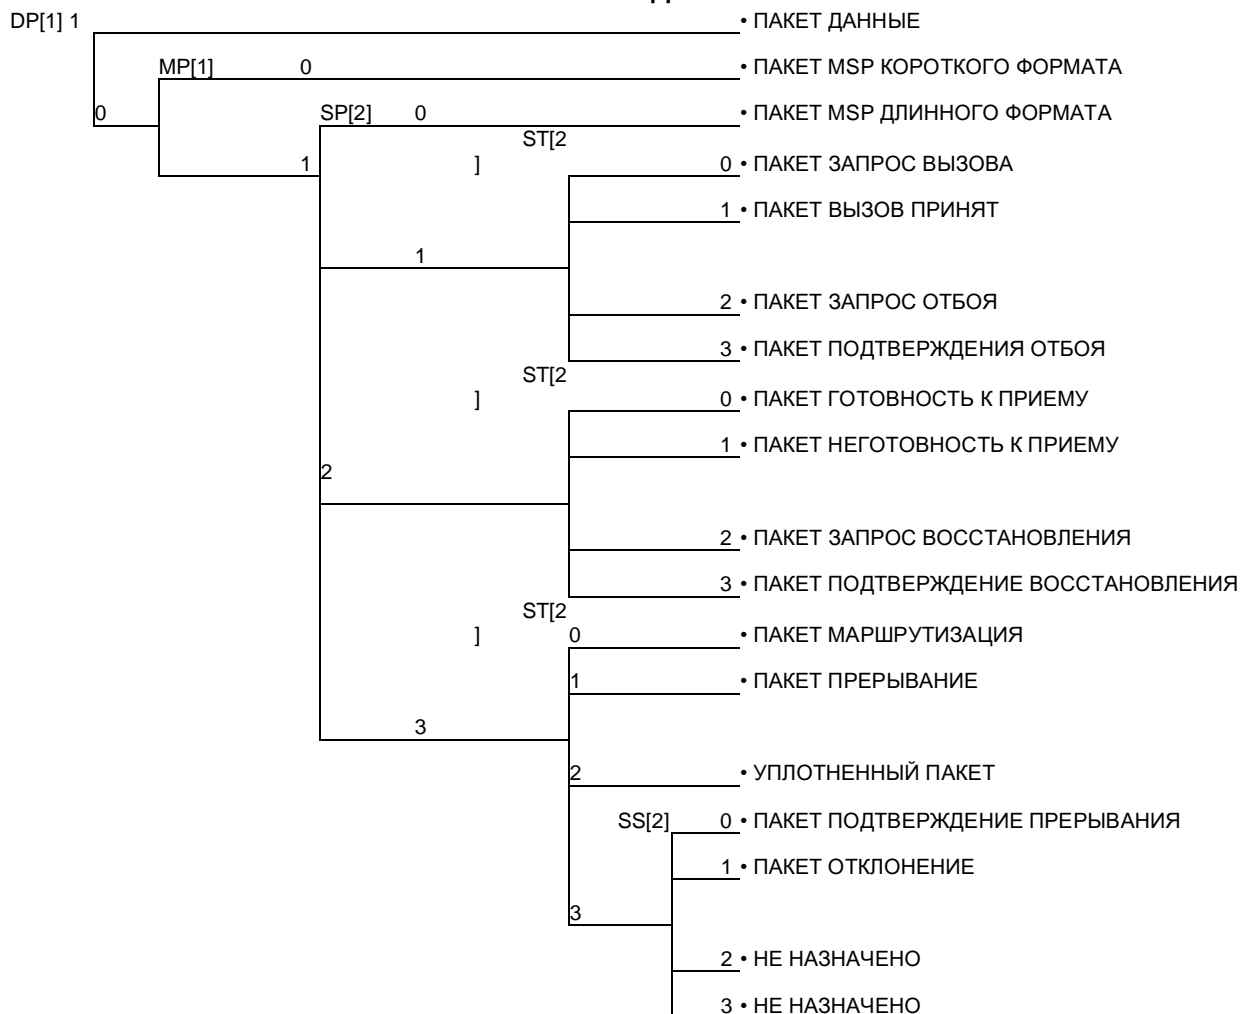 DP[1] 1 • ПАКЕТ ДАННЫЕ
MP[1] 0 • ПАКЕТ MSP КОРОТКОГО ФОРМАТА
0 SP[2] 0 • ПАКЕТ MSP ДЛИННОГО ФОРМАТА
ST[2
1 ] 0 • ПАКЕТ ЗАПРОС ВЫЗОВА
1 • ПАКЕТ ВЫЗОВ ПРИНЯТ
1
2 • ПАКЕТ ЗАПРОС ОТБОЯ
3 • ПАКЕТ ПОДТВЕРЖДЕНИЯ ОТБОЯ
ST[2
] 0 • ПАКЕТ ГОТОВНОСТЬ К ПРИЕМУ
1 • ПАКЕТ НЕГОТОВНОСТЬ К ПРИЕМУ
2
2 • ПАКЕТ ЗАПРОС ВОССТАНОВЛЕНИЯ
3 • ПАКЕТ ПОДТВЕРЖДЕНИЕ ВОССТАНОВЛЕНИЯ
ST[2
] 0 • ПАКЕТ МАРШРУТИЗАЦИЯ
1 • ПАКЕТ ПРЕРЫВАНИЕ
3
2 • УПЛОТНЕННЫЙ ПАКЕТ
SS[2] 0 • ПАКЕТ ПОДТВЕРЖДЕНИЕ ПРЕРЫВАНИЯ
1 • ПАКЕТ ОТКЛОНЕНИЕ
3
2 • НЕ НАЗНАЧЕНО
3 • НЕ НАЗНАЧЕНО